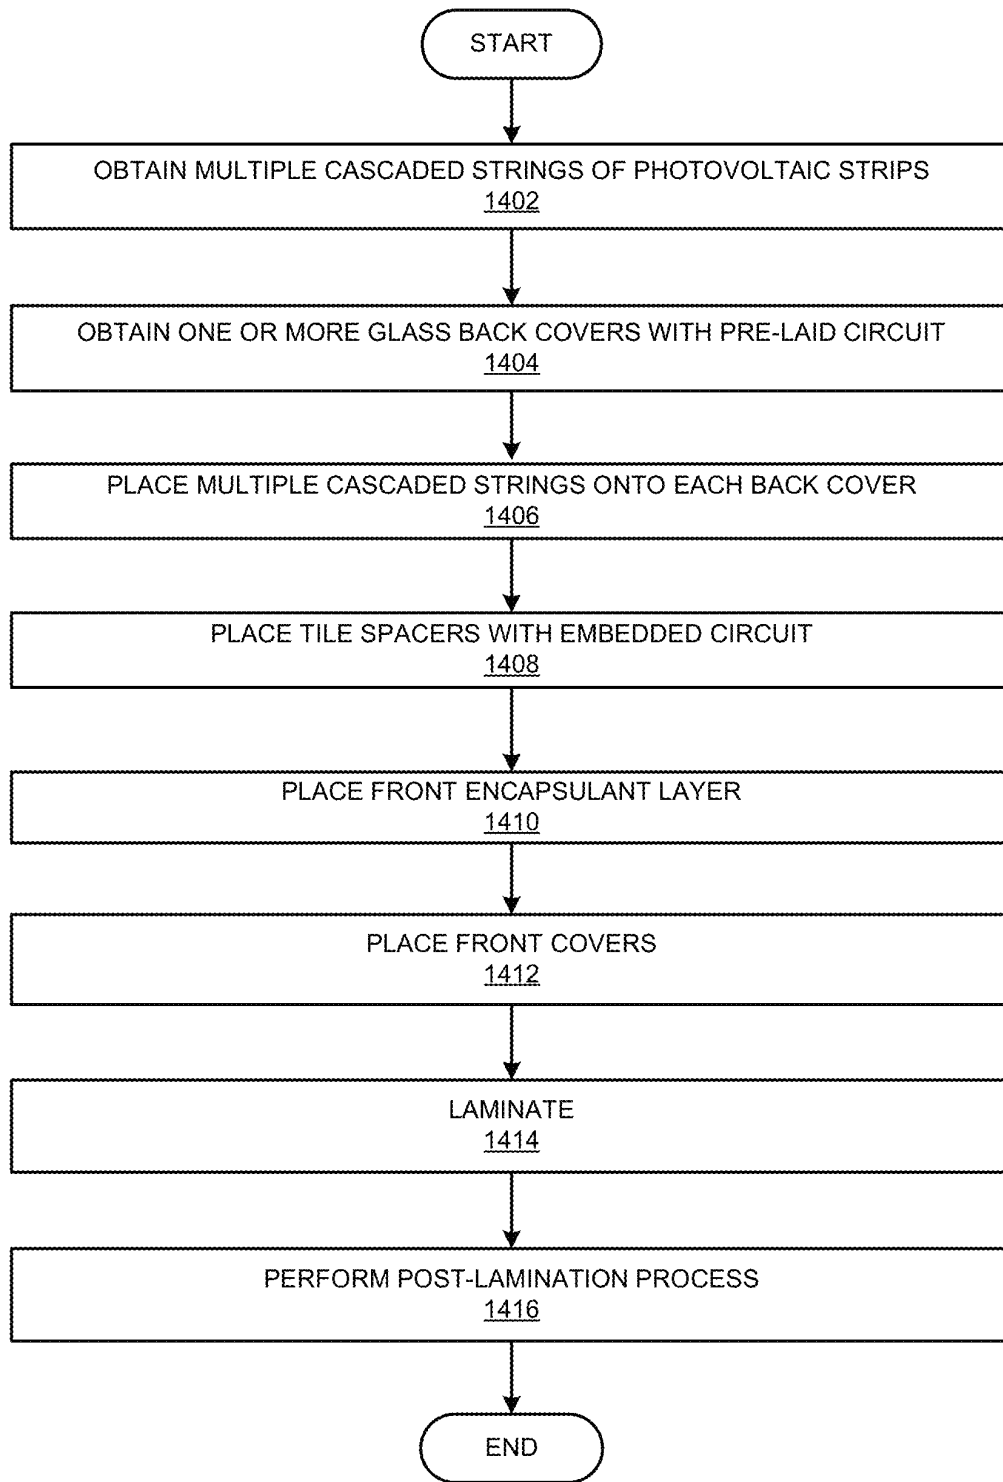 START
OBTAIN MULTIPLE CASCADED STRINGS OF PHOTOVOLTAIC STRIPS
1402
OBTAIN ONE OR MORE GLASS BACK COVERS WITH PRE-LAID CIRCUIT
1404
PLACE MULTIPLE CASCADED STRINGS ONTO EACH BACK COVER
1406
PLACE TILE SPACERS WITH EMBEDDED CIRCUIT
1408
PLACE FRONT ENCAPSULANT LAYER
1410
PLACE FRONT COVERS
1412
LAMINATE
1414
PERFORM POST-LAMINATION PROCESS
1416
END